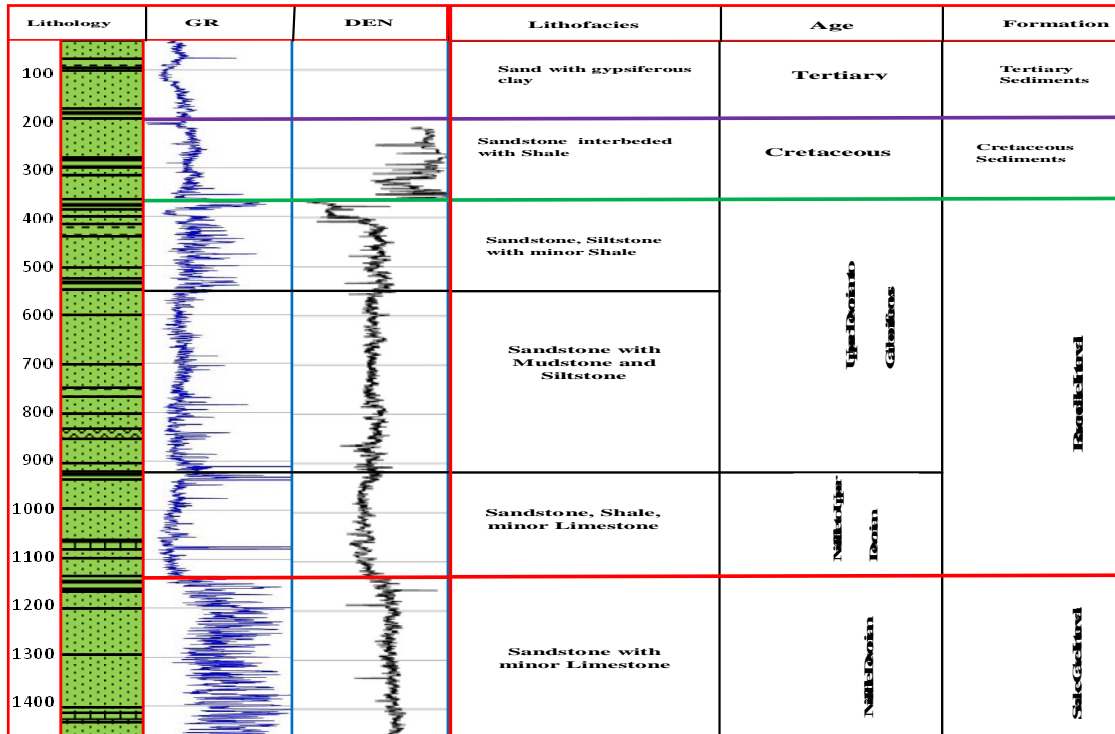 Lithology
GR
DEN
Lithofacies
Age
Formation
100
200
300
400
500
600
700
800
900
1000
1100
1200
1300
1400
Sand with gypsiferous
clay
Tertiary
Tertiary
Sediments
Sandstone interbeded
with Shale
Cretaceous
Cretaceous
Sediments
Sandstone, Siltstone
with minor Shale
Sandstone with
Mudstone and
Siltstone
Sandstone, Shale,
minor Limestone
Sandstone with
minor Limestone